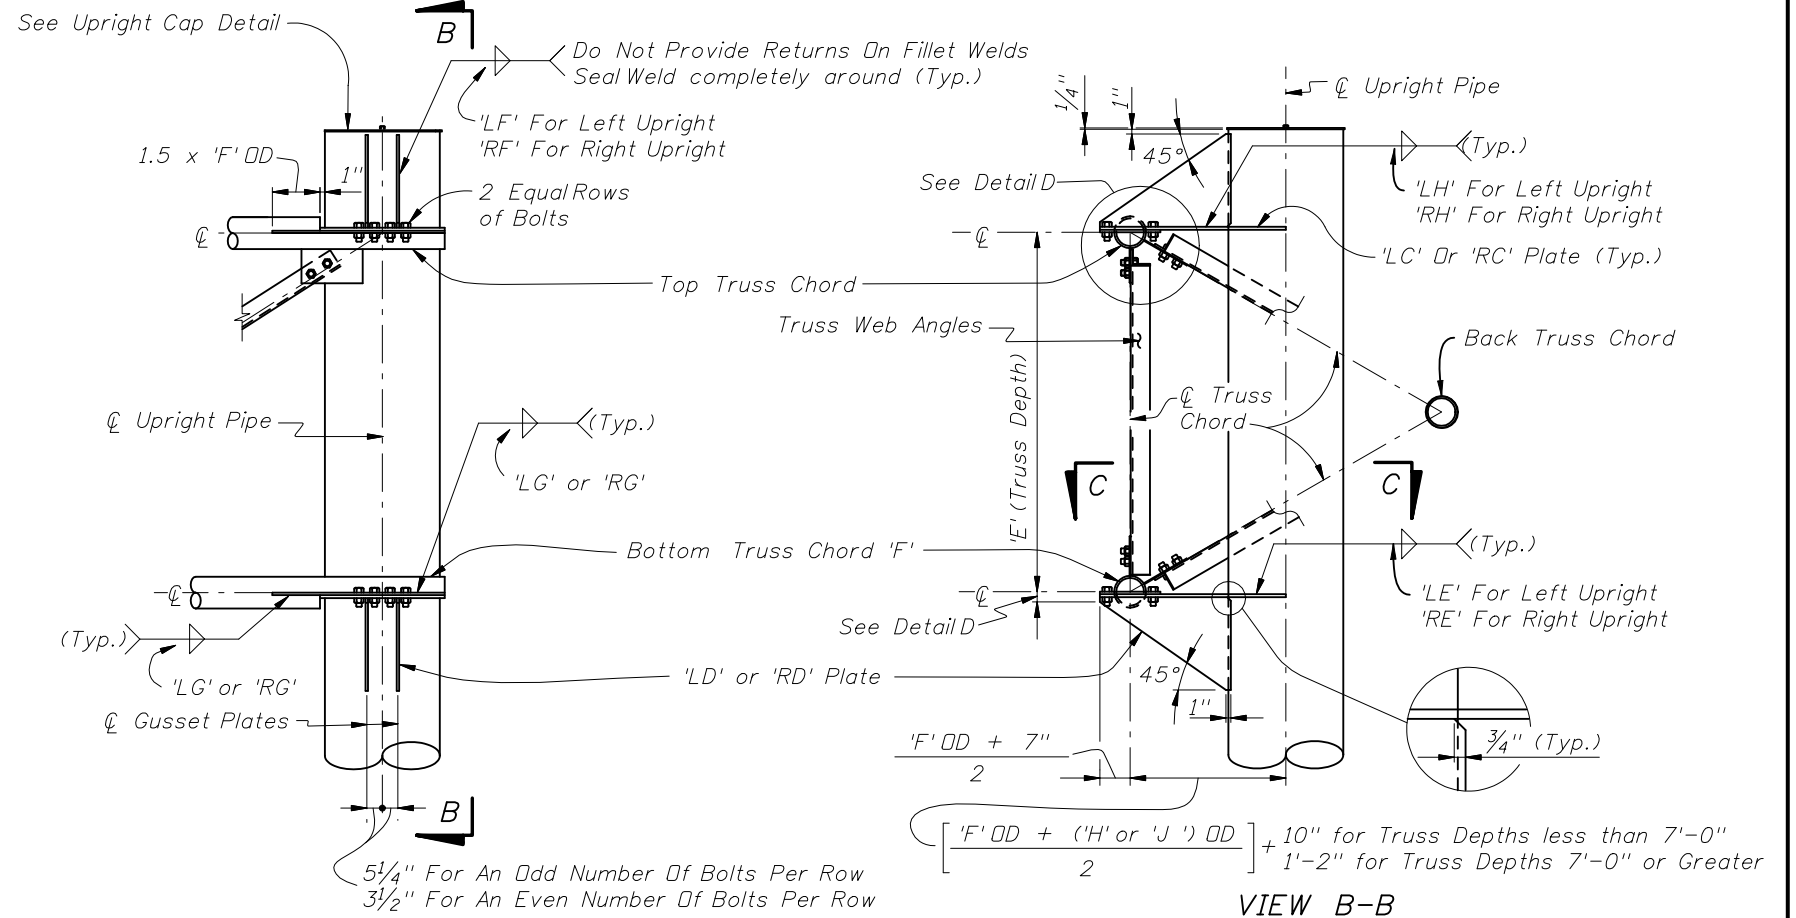 See Upright Cap Detail
B
Do Not Provide Returns On Fillet Welds
Seal Weld completely around (Typ.)
'LF' For Left Upright
'RF' For Right Upright
1.5 x 'F' OD
1"
2 Equal Rows
of Bolts
℄
Top Truss Chord
℄ Upright Pipe
(Typ.)
'LG' or 'RG'
Bottom Truss Chord 'F'
℄
(Typ.)
'LG' or 'RG'
'LD' or 'RD' Plate
℄ Gusset Plates
B
5¼" For An Odd Number Of Bolts Per Row
3½" For An Even Number Of Bolts Per Row
1/4"
1"
℄ Upright Pipe
45°
(Typ.)
See Detail D
'LH' For Left Upright
'RH' For Right Upright
℄
'LC' Or 'RC' Plate (Typ.)
Truss Web Angles
Back Truss Chord
'E' (Truss Depth)
℄ Truss
Chord
C
C
(Typ.)
℄
'LE' For Left Upright
'RE' For Right Upright
See Detail D
45°
1"
¾" (Typ.)
'F' OD + 7"
2
['F' OD + ('H' or 'J ') OD] + 10" for Truss Depths less than 7'-0"
2
1'-2" for Truss Depths 7'-0" or Greater
VIEW B-B